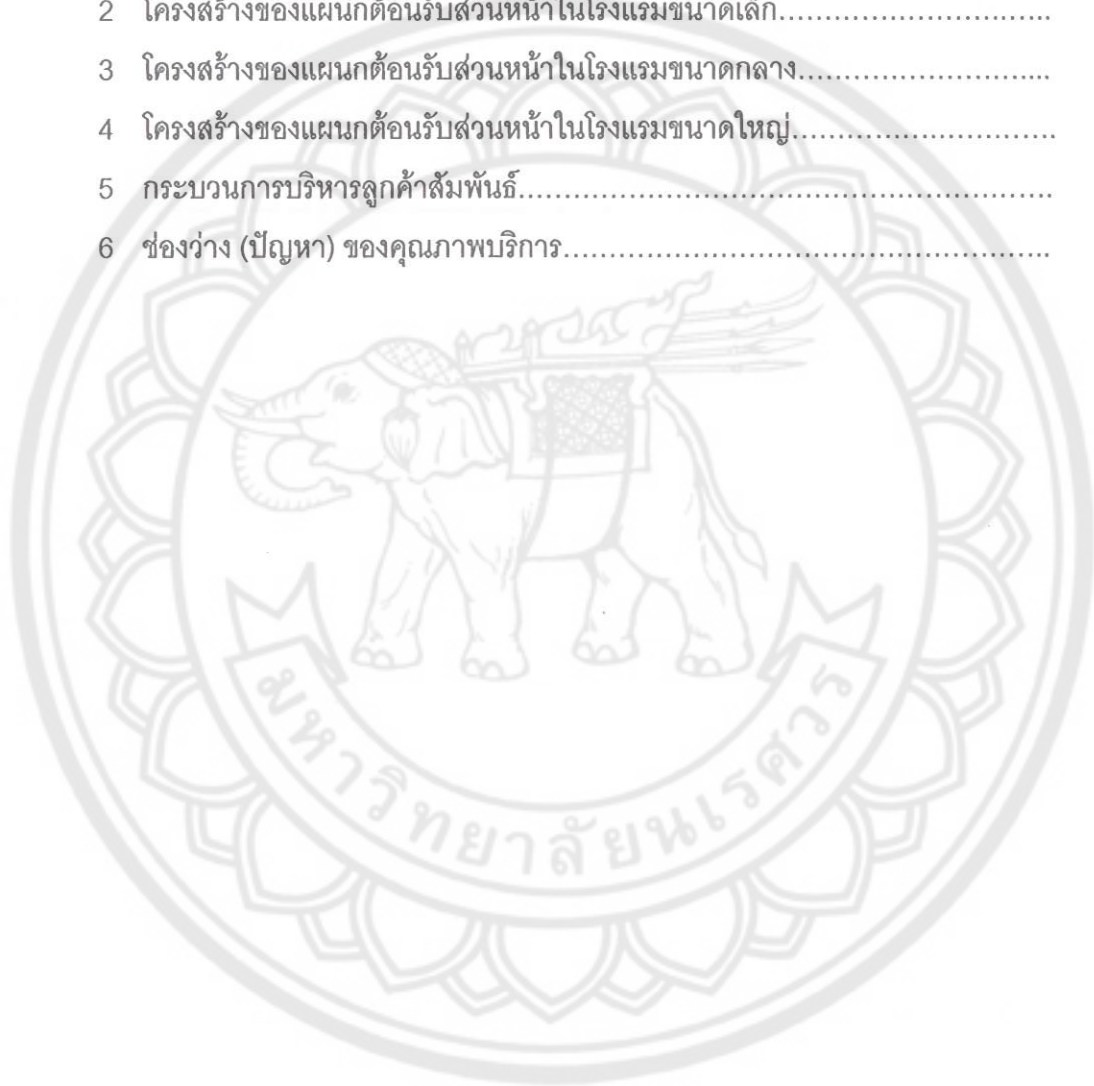 2 โครงสร้างของแผนกต้อนรับส่วนหน้าในโรงแรมขนาดเล็ก
3 โครงสร้างของแผนกต้อนรับส่วนหน้าในโรงแรมขนาดกลาง
4 โครงสร้างของแผนกต้อนรับส่วนหน้าในโรงแรมขนาดใหญ่
5 กระบวนการบริหารลูกค้าสัมพันธ์
6 ช่องว่าง (ปัญหา) ของคุณภาพบริการ
มหาวิทยาลัยนเรศวร